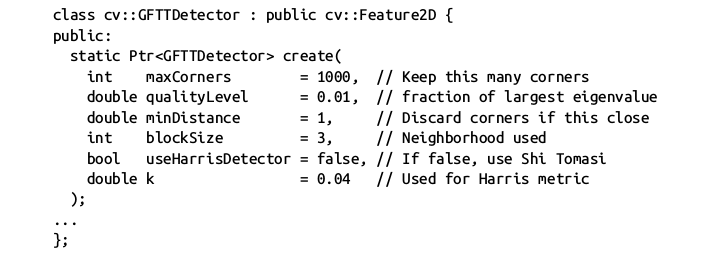 class cv::GFTTDetector : public cv::Feature2D {
public:
  static Ptr<GFTTDetector> create(
    int    maxCorners        = 1000,  // Keep this many corners
    double qualityLevel      = 0.01,  // fraction of largest eigenvalue
    double minDistance       = 1,     // Discard corners if this close
    int    blockSize         = 3,     // Neighborhood used
    bool   useHarrisDetector = false, // If false, use Shi Tomasi
    double k                 = 0.04   // Used for Harris metric
  );
...
};